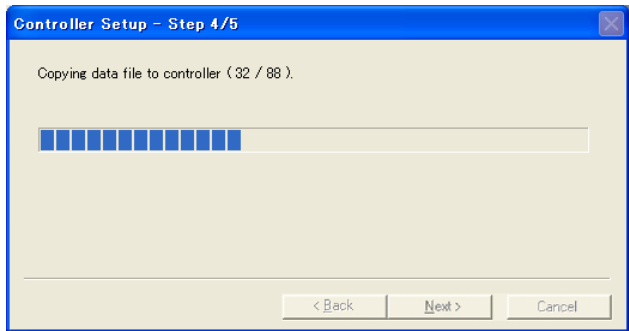 Controller Setup - Step 4/5
Copying data file to controller ( 32 / 88 ).
< Back
Next >
Cancel